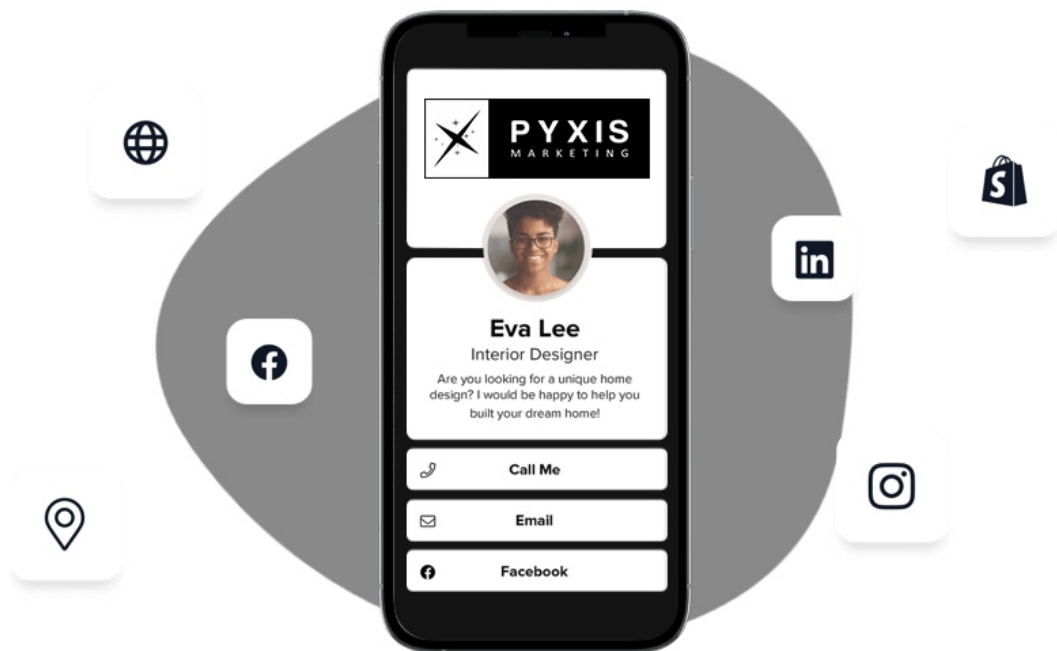 PYXIS
MARKETING
Eva Lee
Interior Designer
Are you looking for a unique home
design? I would be happy to help you
built your dream home!
Call Me
Email
Facebook
S
in